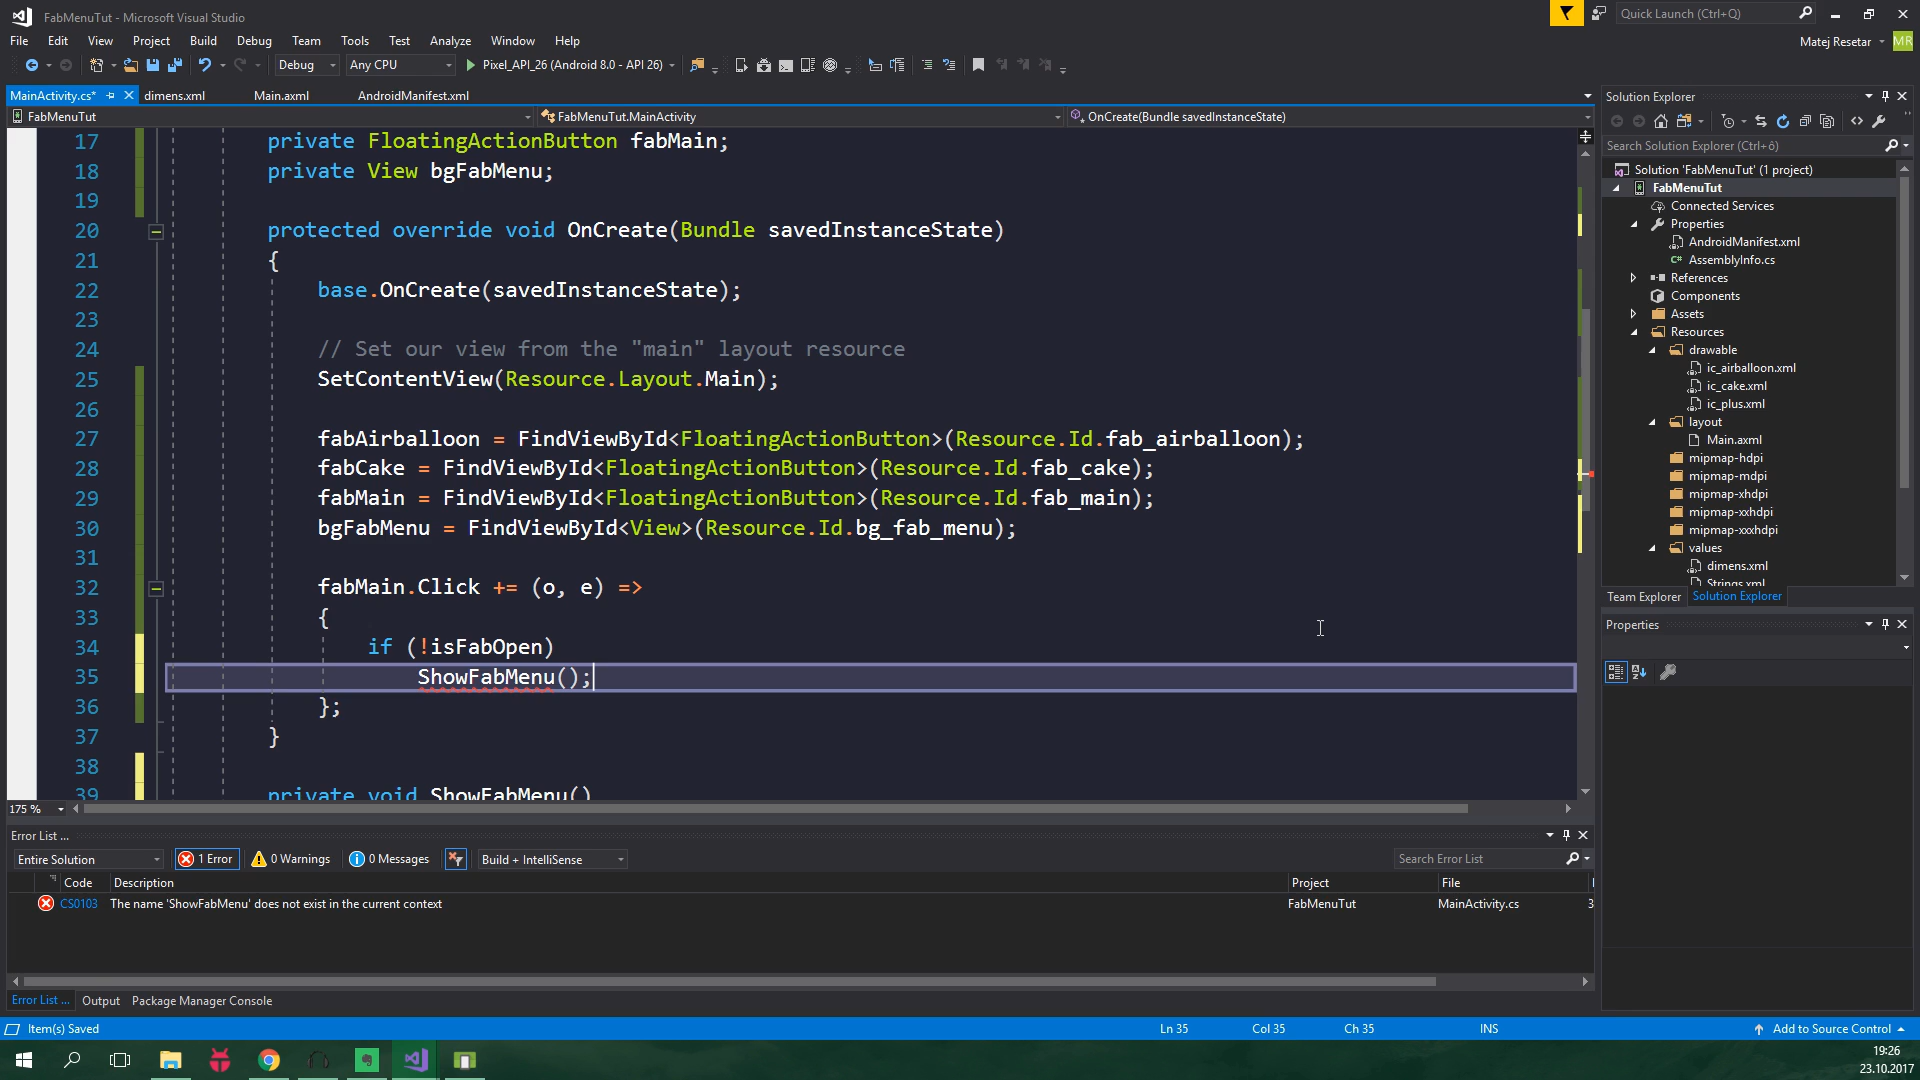 FabMenuTut - Microsoft Visual Studio
Quick Launch (Ctrl+Q)
File Edit View Project Build Debug Team Tools Test Analyze Window Help
Matej Resetar MR
Debug Any CPU Pixel_API_26 (Android 8.0 - API 26)
MainActivity.cs* dimens.xml Main.axml AndroidManifest.xml
FabMenuTut FabMenuTut.MainActivity OnCreate(Bundle savedInstanceState)
17 private FloatingActionButton fabMain;
18 private View bgFabMenu;
19
20 protected override void OnCreate(Bundle savedInstanceState)
21 {
22 base.OnCreate(savedInstanceState);
23
24 // Set our view from the "main" layout resource
25 SetContentView(Resource.Layout.Main);
26
27 fabAirballoon = FindViewById<FloatingActionButton>(Resource.Id.fab_airballoon);
28 fabCake = FindViewById<FloatingActionButton>(Resource.Id.fab_cake);
29 fabMain = FindViewById<FloatingActionButton>(Resource.Id.fab_main);
30 bgFabMenu = FindViewById<View>(Resource.Id.bg_fab_menu);
31
32 fabMain.Click += (o, e) =>
33 {
34 if (!isFabOpen)
35 ShowFabMenu();
36 };
37 }
38
39 private void ShowFabMenu()
175 %
Solution Explorer
Search Solution Explorer (Ctrl+ő)
Solution 'FabMenuTut' (1 project)
FabMenuTut
Connected Services
Properties
AndroidManifest.xml
C# AssemblyInfo.cs
References
Components
Assets
Resources
drawable
ic_airballoon.xml
ic_cake.xml
ic_plus.xml
layout
Main.axml
mipmap-hdpi
mipmap-mdpi
mipmap-xhdpi
mipmap-xxhdpi
mipmap-xxxhdpi
values
dimens.xml
Strings.xml
Team Explorer Solution Explorer
Properties
Error List ...
Entire Solution 1 Error 0 Warnings 0 Messages Build + IntelliSense Search Error List
Code Description Project File
CS0103 The name 'ShowFabMenu' does not exist in the current context FabMenuTut MainActivity.cs 3
Error List ... Output Package Manager Console
Item(s) Saved Ln 35 Col 35 Ch 35 INS Add to Source Control
19:26
23.10.2017